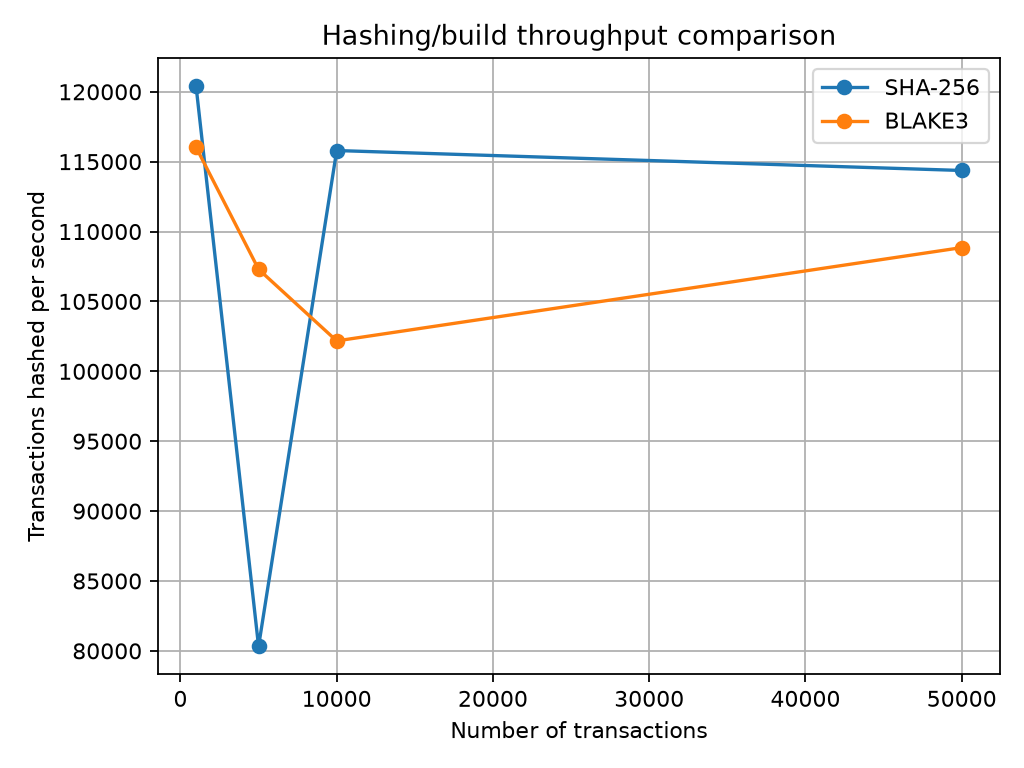 Hashing/build throughput comparison
SHA-256
BLAKE3
Transactions hashed per second
120000
115000
110000
105000
100000
95000
90000
85000
80000
0 10000 20000 30000 40000 50000
Number of transactions